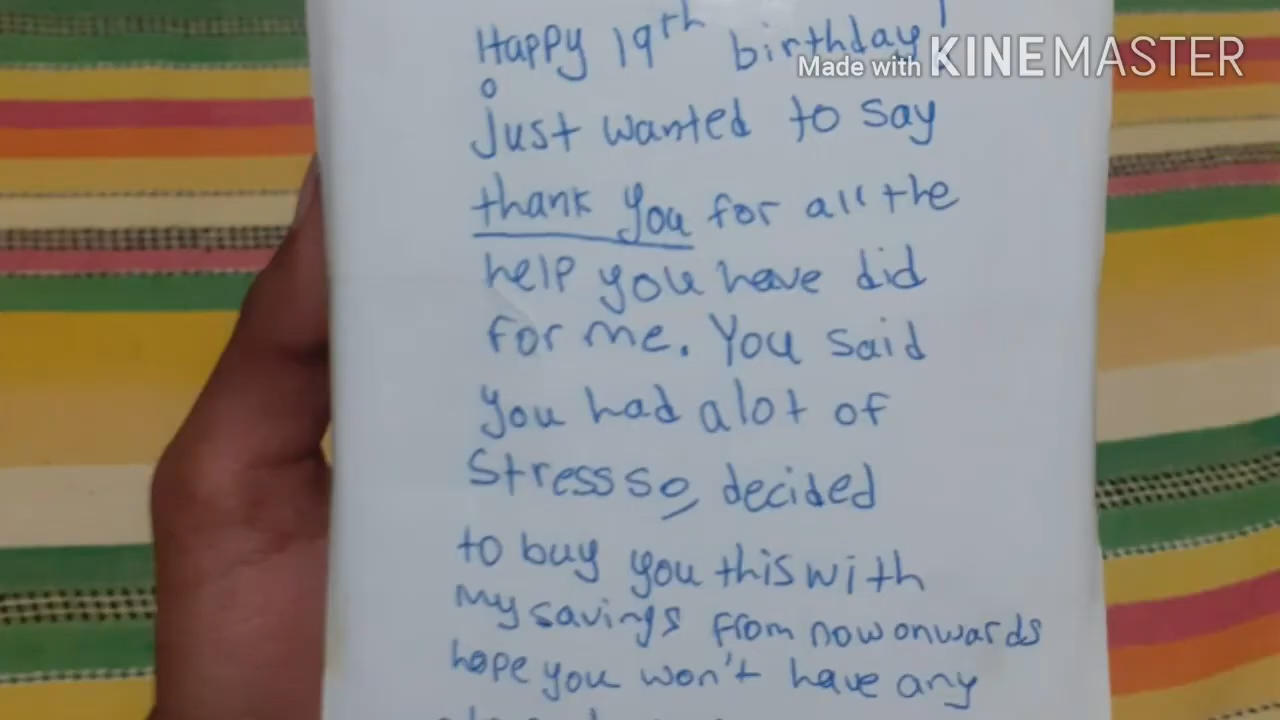 Happy 19th birthday!
Made with KINEMASTER
just wanted to say
thank you for all the
help you have did
for me. You said
you had alot of
stress so, decided
to buy you this with
My savings from now onwards
hope you won't have any